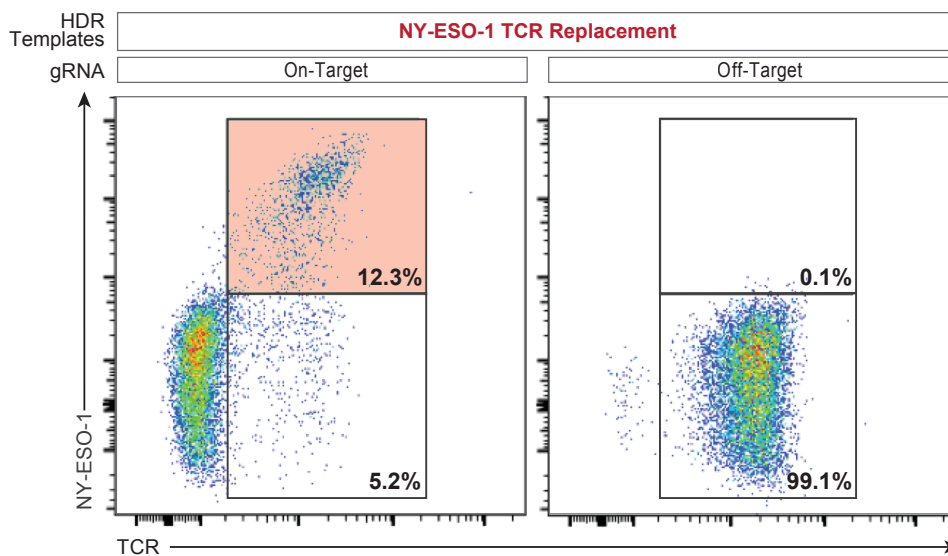 HDR
Templates
NY-ESO-1 TCR Replacement
gRNA
On-Target
Off-Target
NY-ESO-1
12.3%
0.1%
5.2%
99.1%
TCR